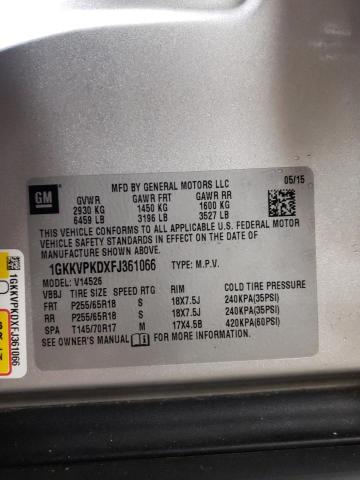 MFD BY GENERAL MOTORS LLC
05/15
GM
GVWR GAWR FRT GAWR RR
2930 KG 1450 KG 1600 KG
6459 LB 3196 LB 3527 LB
THIS VEHICLE CONFORMS TO ALL APPLICABLE U.S. FEDERAL MOTOR
VEHICLE SAFETY STANDARDS IN EFFECT ON THE DATE OF
MANUFACTURE SHOWN ABOVE.
1GKKVPKDXFJ361066 TYPE: M.P.V.
MODEL: V14526
VBBJ TIRE SIZE SPEED RTG RIM COLD TIRE PRESSURE
FRT P255/65R18 S 18X7.5J 240KPA(35PSI)
RR P255/65R18 S 18X7.5J 240KPA(35PSI)
SPA T145/70R17 M 17X4.5B 420KPA(60PSI)
SEE OWNER'S MANUAL FOR MORE INFORMATION.
1GKKVPKDXFJ361066